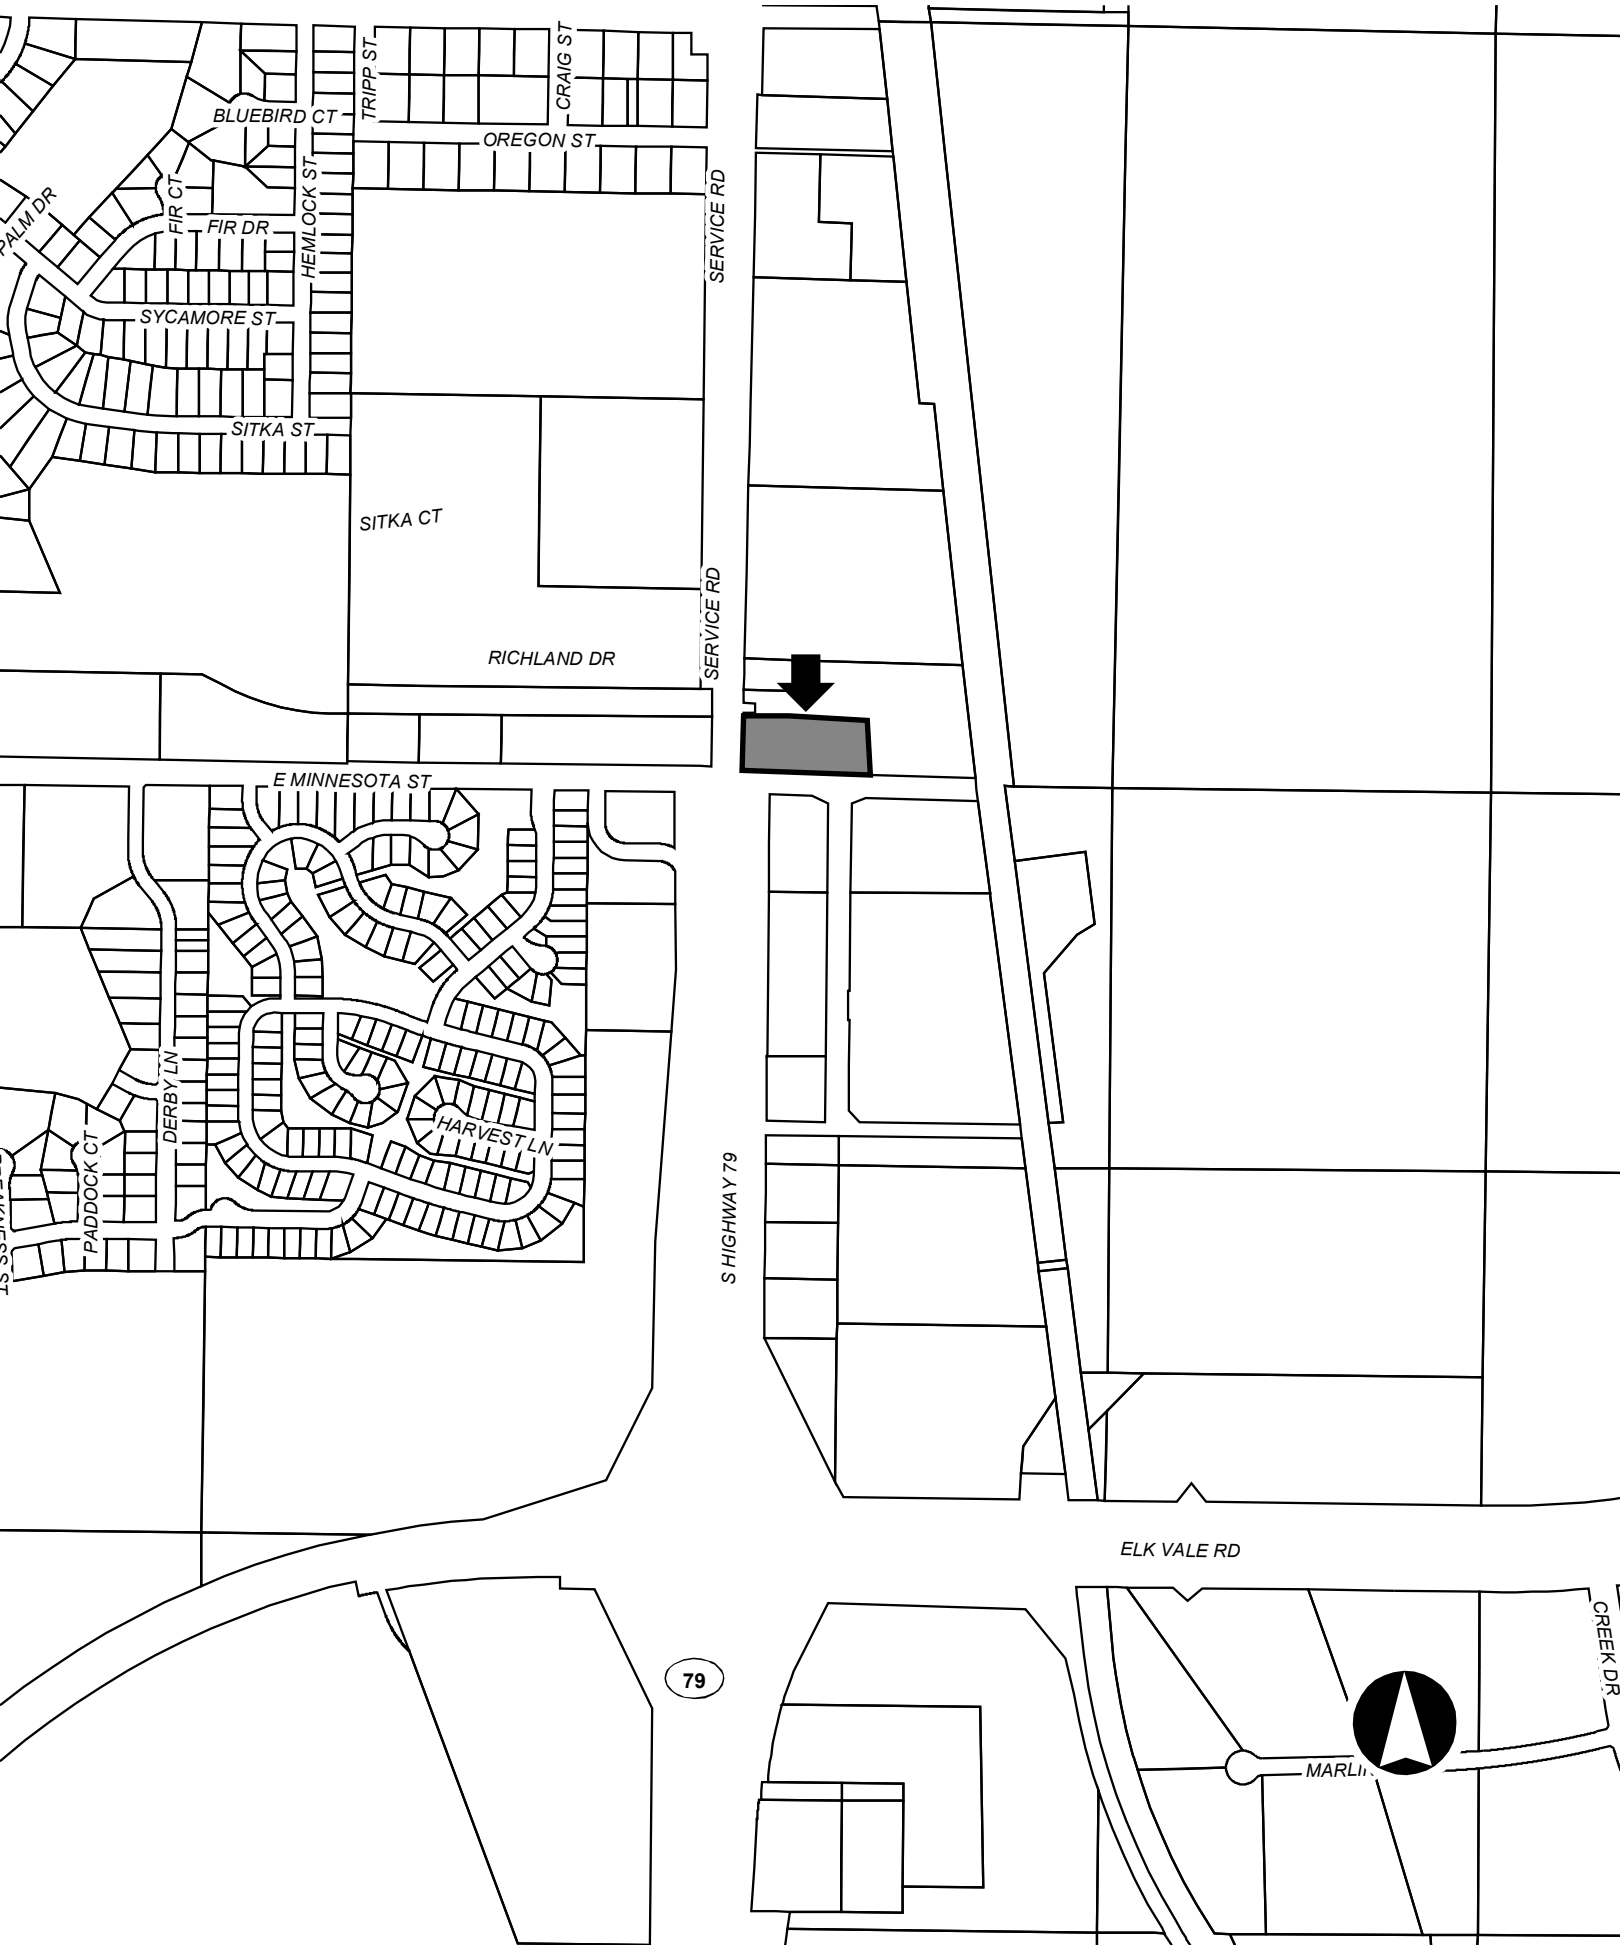 TRIPP ST
CRAIG ST
BLUEBIRD CT
OREGON ST
HEMLOCK ST
FIR CT
PALM DR
FIR DR
SERVICE RD
SYCAMORE ST
SITKA ST
SITKA CT
SERVICE RD
RICHLAND DR
E MINNESOTA ST
DERBY LN
HARVEST LN
PADDOCK CT
S HIGHWAY 79
ELK VALE RD
CREEK DR
79